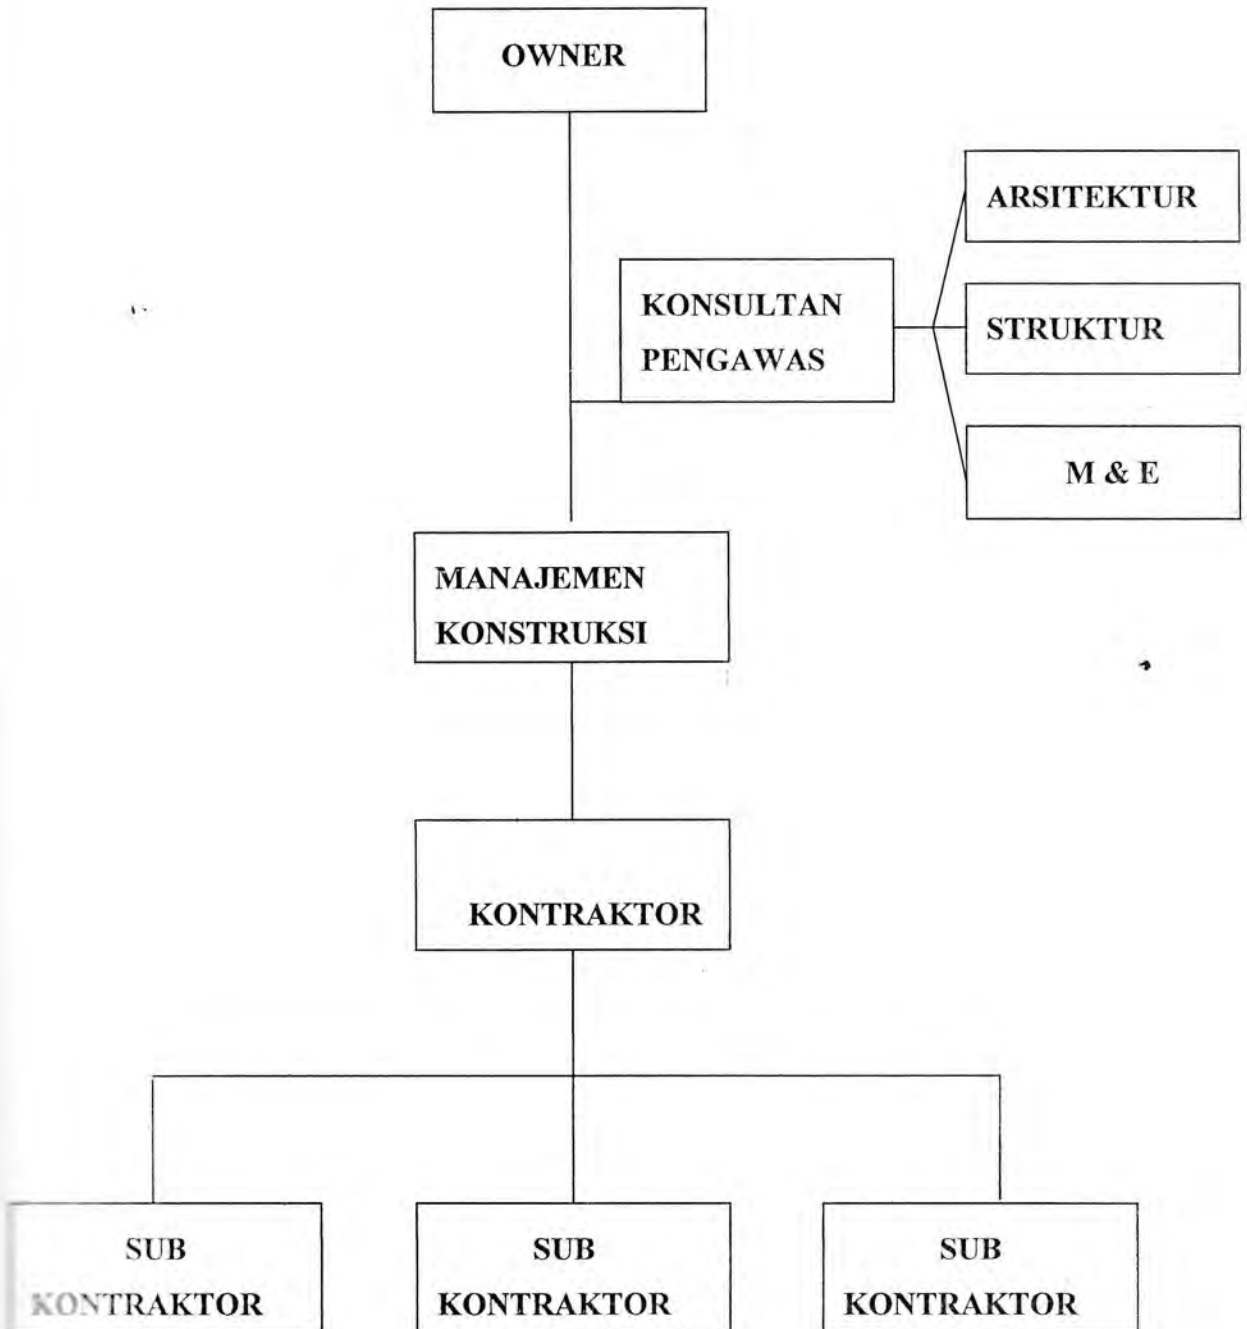 OWNER
ARSITEKTUR
KONSULTAN
PENGAWAS
STRUKTUR
M & E
MANAJEMEN
KONSTRUKSI
KONTRAKTOR
SUB
KONTRAKTOR
SUB
KONTRAKTOR
SUB
KONTRAKTOR